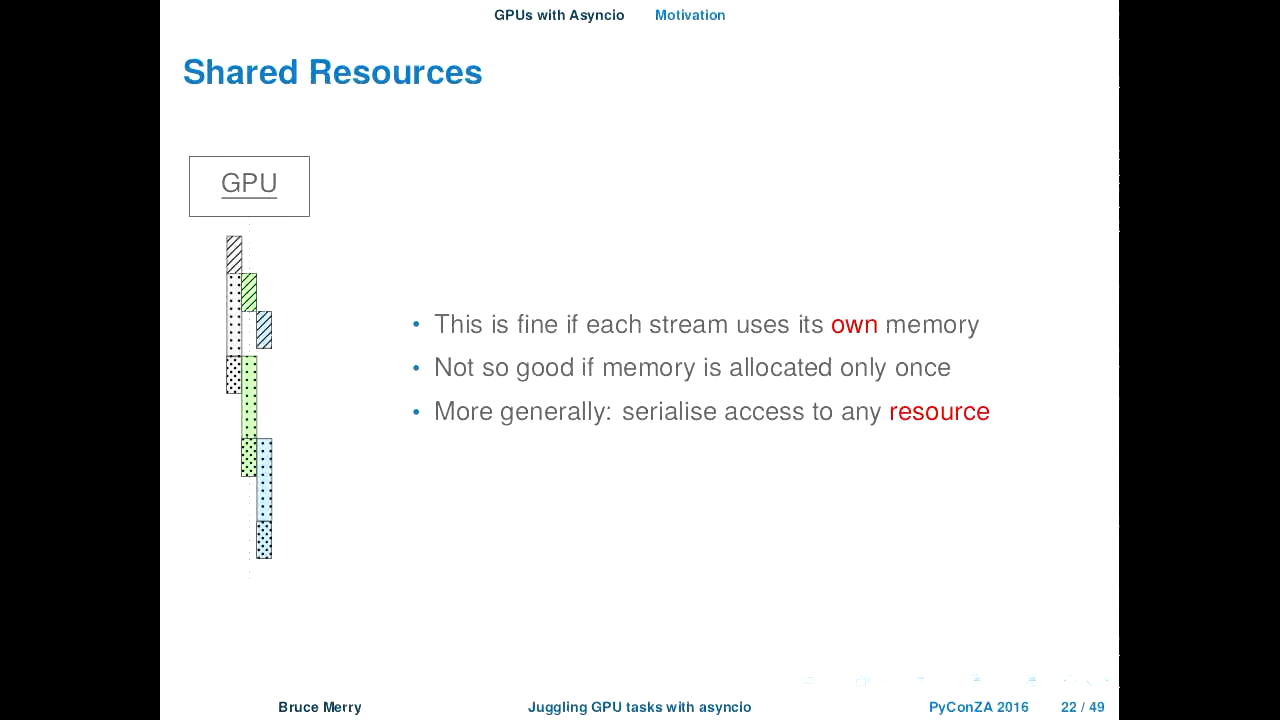 GPUs with Asyncio Motivation
Shared Resources
GPU
• This is fine if each stream uses its own memory
• Not so good if memory is allocated only once
• More generally: serialise access to any resource
Bruce Merry Juggling GPU tasks with asyncio PyConZA 2016 22 / 49